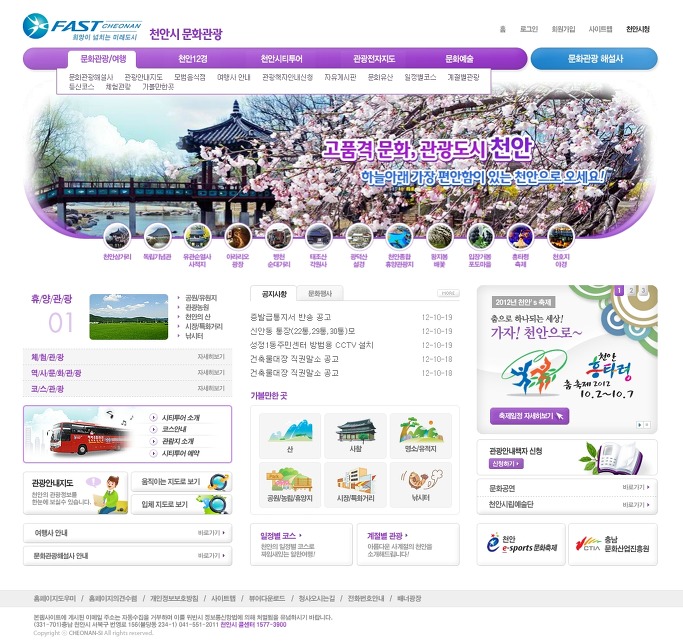 FAST CHEONAN
희망이 넘치는 미래도시
천안시 문화관광
홈 로그인 회원가입 사이트맵 천안시청
문화관광/여행 천안12경 천안시티투어 관광전자지도 문화예술 문화관광 해설사
문화관광해설사 관광안내지도 모범음식점 여행사 안내 관광책자안내신청 자유게시판 문화유산 일정별코스 계절별관광
등산코스 체험관광 가볼만한곳
고품격 문화, 관광도시 천안
하늘아래 가장 편안함이 있는 천안으로 오세요!
천안삼거리 독립기념관 유관순열사 사적지 아라리오 광장 병천 순대거리 태조산 각원사 광덕산 설경 천안종합 휴양관광지 왕지봉 배꽃 입장거봉 포도마을 흥타령 축제 천호지 야경
휴/양/관/광
01
공원/유원지
관광농원
천안의 산
시장/특화거리
낚시터
체/험/관/광 자세히보기
역/사/문/화/관/광 자세히보기
코/스/관/광 자세히보기
시티투어 소개
코스안내
관광지 소개
시티투어 예약
관광안내지도
천안의 관광정보를
한눈에 보실수 있습니다.
움직이는 지도로 보기
입체 지도로 보기
여행사 안내 바로가기
문화관광해설사 안내 바로가기
공지사항 문화행사 MORE
증발급통지서 반송 공고 12-10-19
신안동 통장(22통,29통,30통)모 12-10-19
성정1동주민센터 방범용 CCTV 설치 12-10-19
건축물대장 직권말소 공고 12-10-18
건축물대장 직권말소 공고 12-10-18
가볼만한 곳
산 사찰 명소/유적지
공원/농원/휴양지 시장/특화거리 낚시터
일정별 코스
천안의 일정별 코스로
짜임새있는 알찬여행!
계절별 관광
아름다운 사계절의 천안을
소개해드립니다!
1 2 3
2012년 천안's 축제
춤으로 하나되는 세상!
가자! 천안으로~
천안
흥타령
춤축제 2012
10.2~10.7
축제일정 자세히보기
관광안내책자 신청
신청하기
문화공연 바로가기
천안시립예술단 바로가기
천안
e-sports 문화축제
CTIA
충남
문화산업진흥원
홈페이지도우미 / 홈페이지의견수렴 / 개인정보보호방침 / 사이트맵 / 뷰어다운로드 / 청사오시는길 / 전화번호안내 / 배너광장
본웹사이트에 게시된 이메일 주소는 자동수집을 거부하며 이를 위반시 정보통신망법에 의해 처벌됨을 유념하시기 바랍니다.
(331-701)충남 천안시 서북구 번영로 156(불당동 234-1) 041-551-2011 천안시 콜센터 1577-3900
Copyright ⓒ CHEONAN-SI All rights reserved.